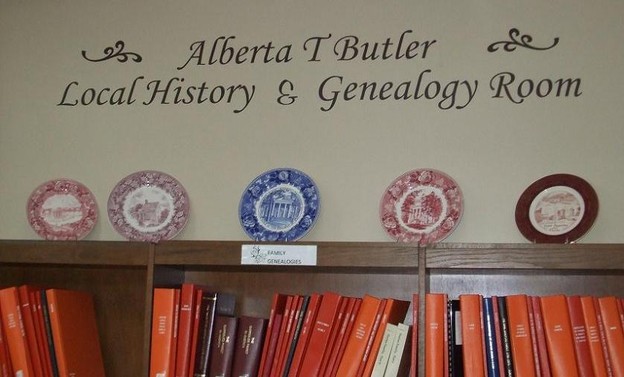 Alberta T Butler
Local History & Genealogy Room
FAMILY
GENEALOGIES